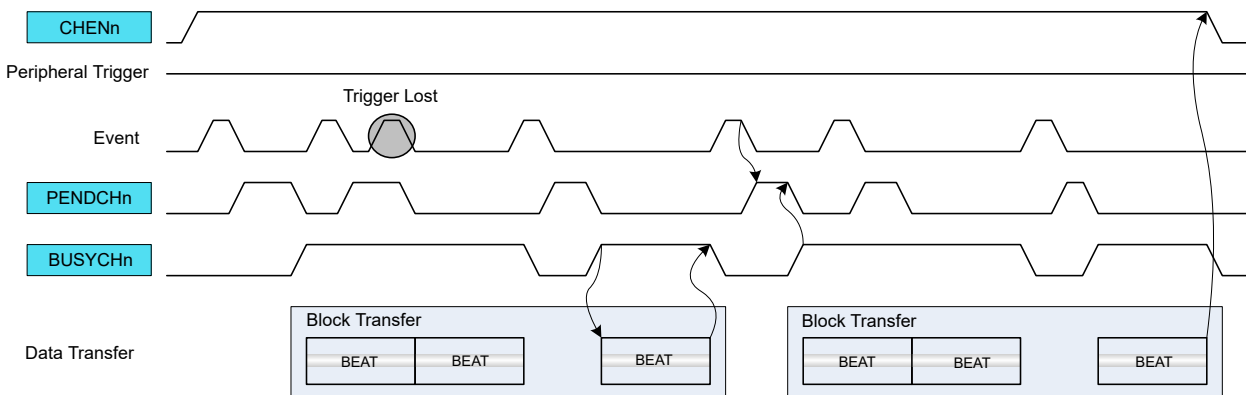 CHENn
Peripheral Trigger
Trigger Lost
Event
PENDCHn
BUSYCHn
Block Transfer
Block Transfer
Data Transfer
BEAT
BEAT
BEAT
BEAT
BEAT
BEAT